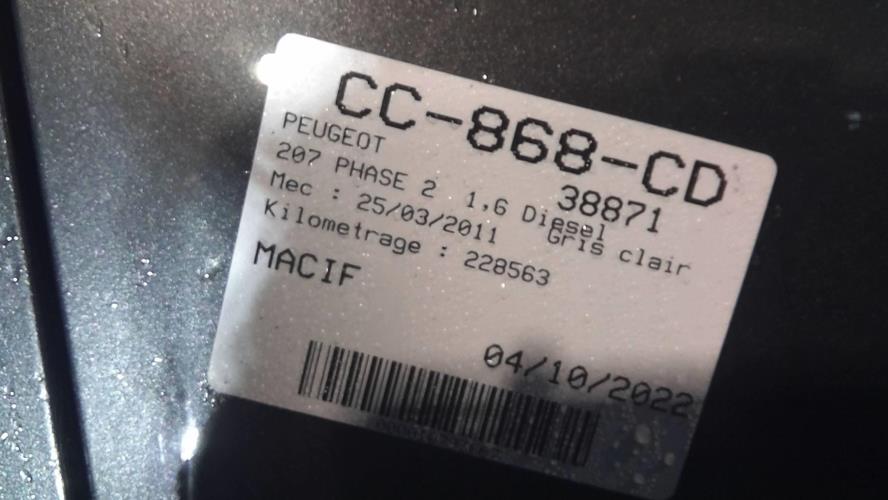 CC-868-CD
PEUGEOT 38871
207 PHASE 2 1,6 Diesel
Mec : 25/03/2011 Gris clair
Kilometrage : 228563
MACIF
04/10/2022